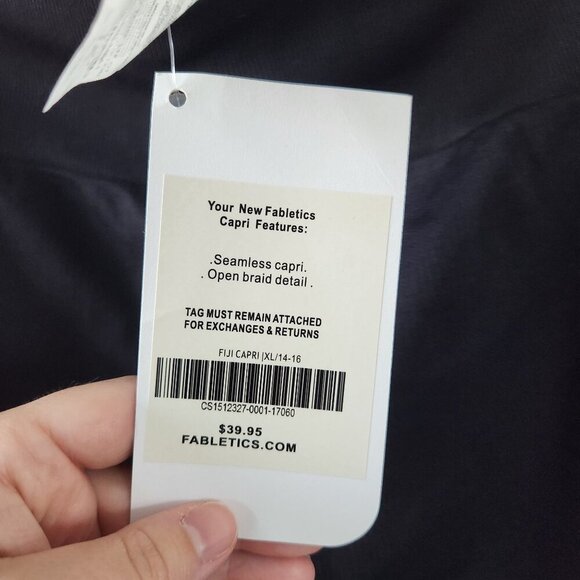 Your New Fabletics
Capri Features:
.Seamless capri.
. Open braid detail .
TAG MUST REMAIN ATTACHED
FOR EXCHANGES & RETURNS
FIJI CAPRI |XL/14-16
CS1512327-0001-17060
$39.95
FABLETICS.COM